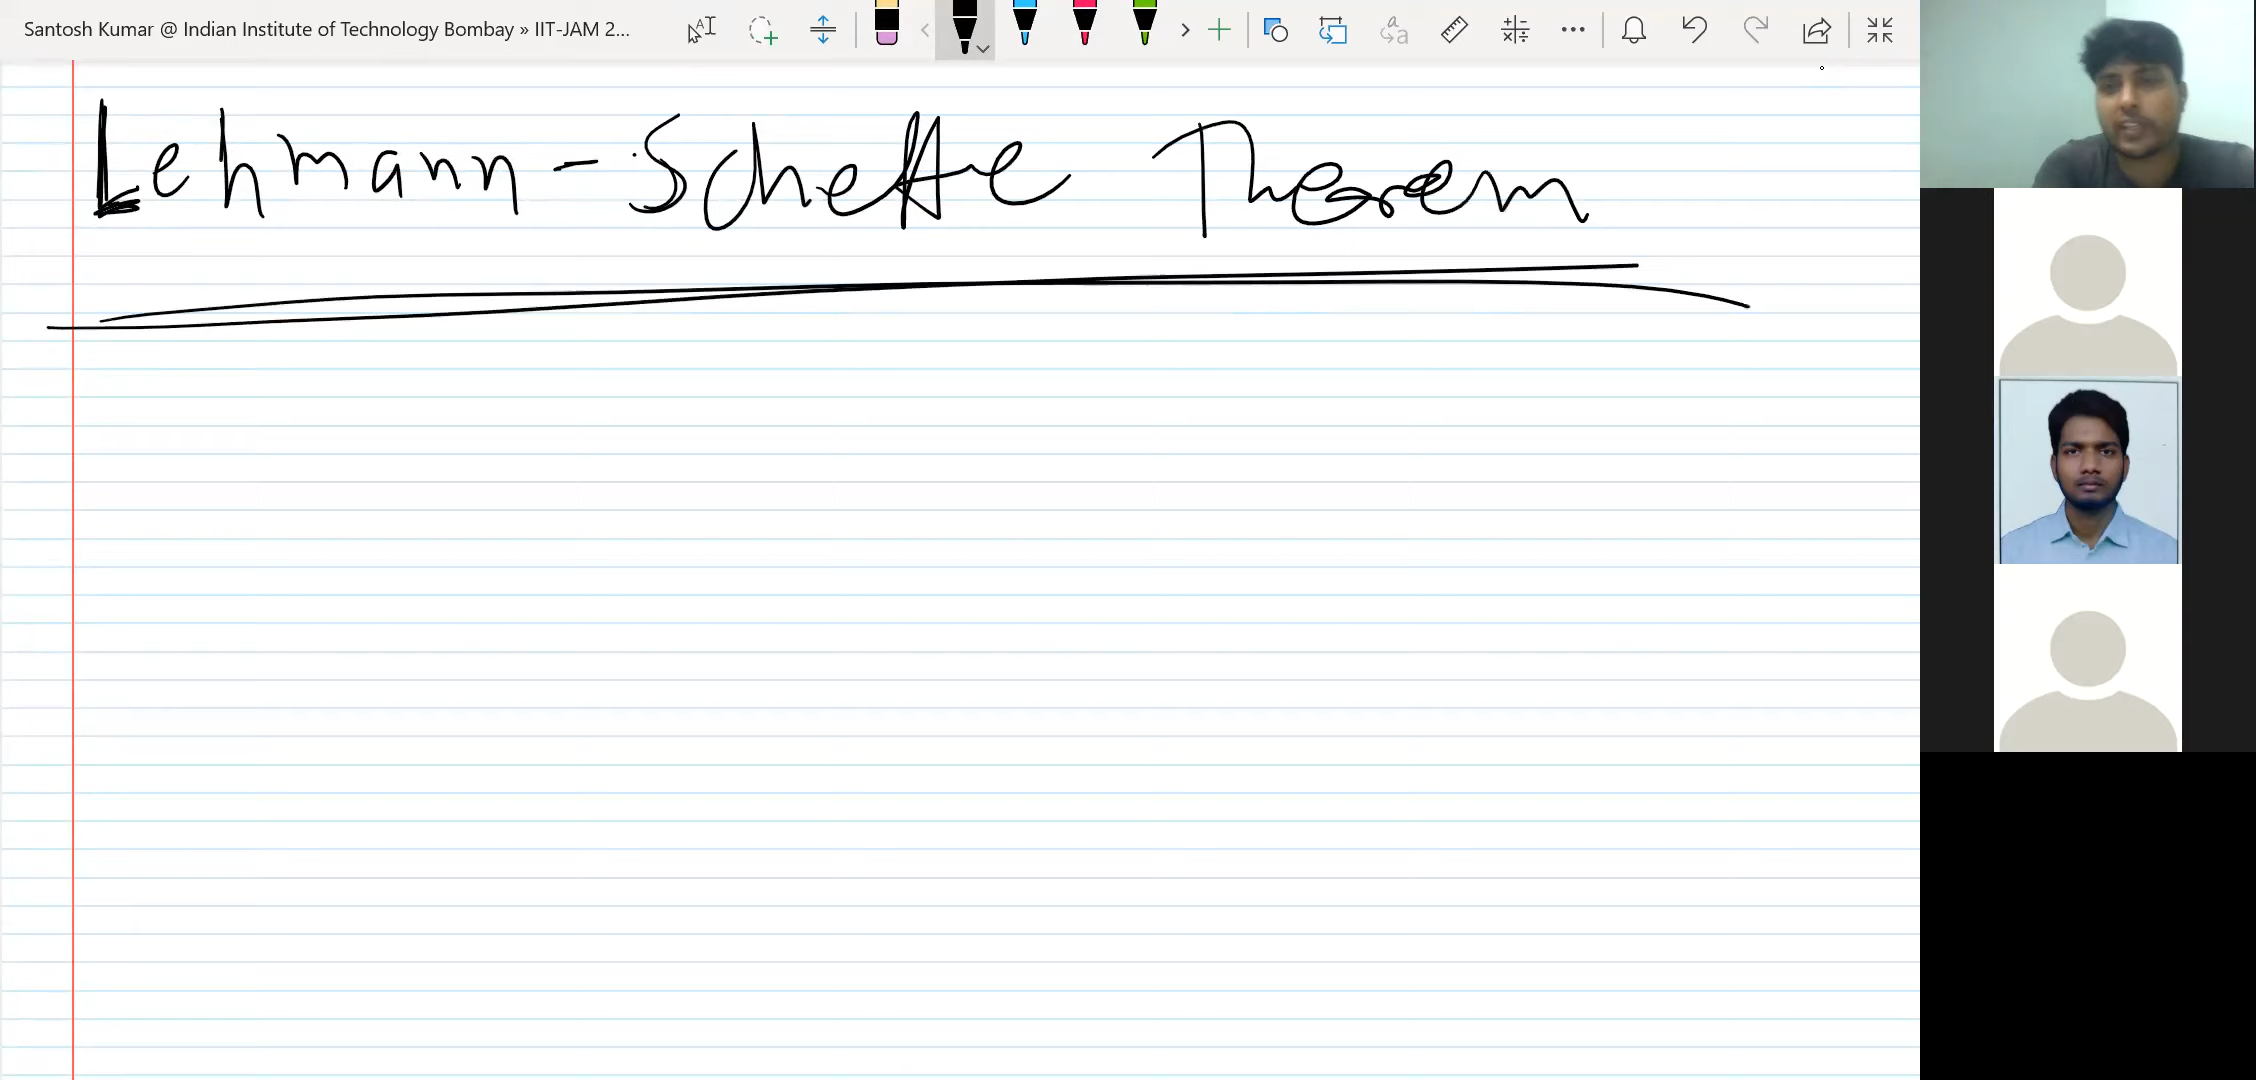 Santosh Kumar @ Indian Institute of Technology Bombay » IIT-JAM 2...
Lehmann - Scheffe Theorem